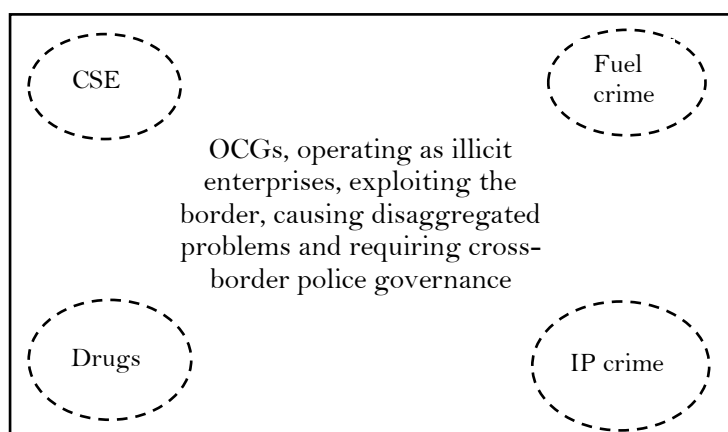 CSE
Fuel
crime
OCGs, operating as illicit
enterprises, exploiting the
border, causing disaggregated
problems and requiring cross-
border police governance
Drugs
IP crime